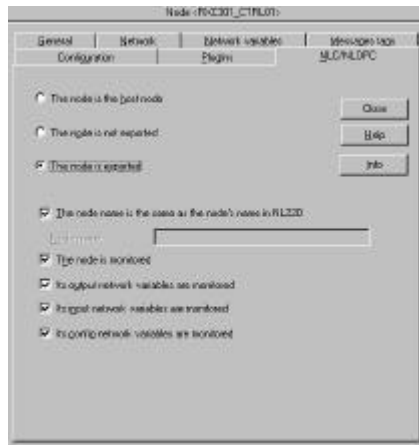 Node <RXC301_CTRL01>
General Network Network variables Messages tags
Configuration Plugins NLC/NLOPC
The node is the host node
Close
The node is not exported
Help
The node is exported
Info
The node name is the same as the node's name in NL220
The node is monitored
Its output network variables are monitored
Its input network variables are monitored
Its config network variables are monitored